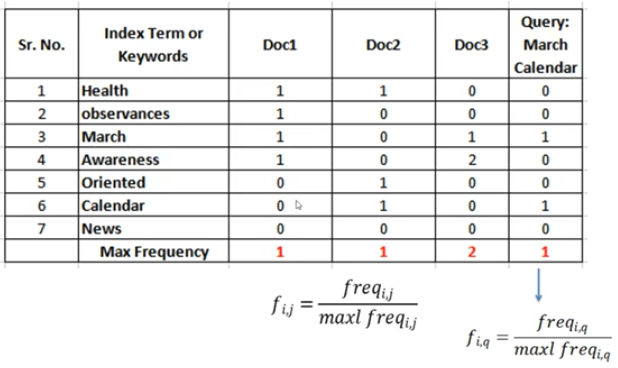 Sr. No. Index Term or Keywords Doc1 Doc2 Doc3 Query: March Calendar
1 Health 1 1 0 0
2 observances 1 0 0 0
3 March 1 0 1 1
4 Awareness 1 0 2 0
5 Oriented 0 1 0 0
6 Calendar 0 1 0 1
7 News 0 0 0 0
Max Frequency 1 1 2 1
f_{i,j} = \frac{freq_{i,j}}{maxl freq_{i,j}}
f_{i,q} = \frac{freq_{i,q}}{maxl freq_{i,q}}